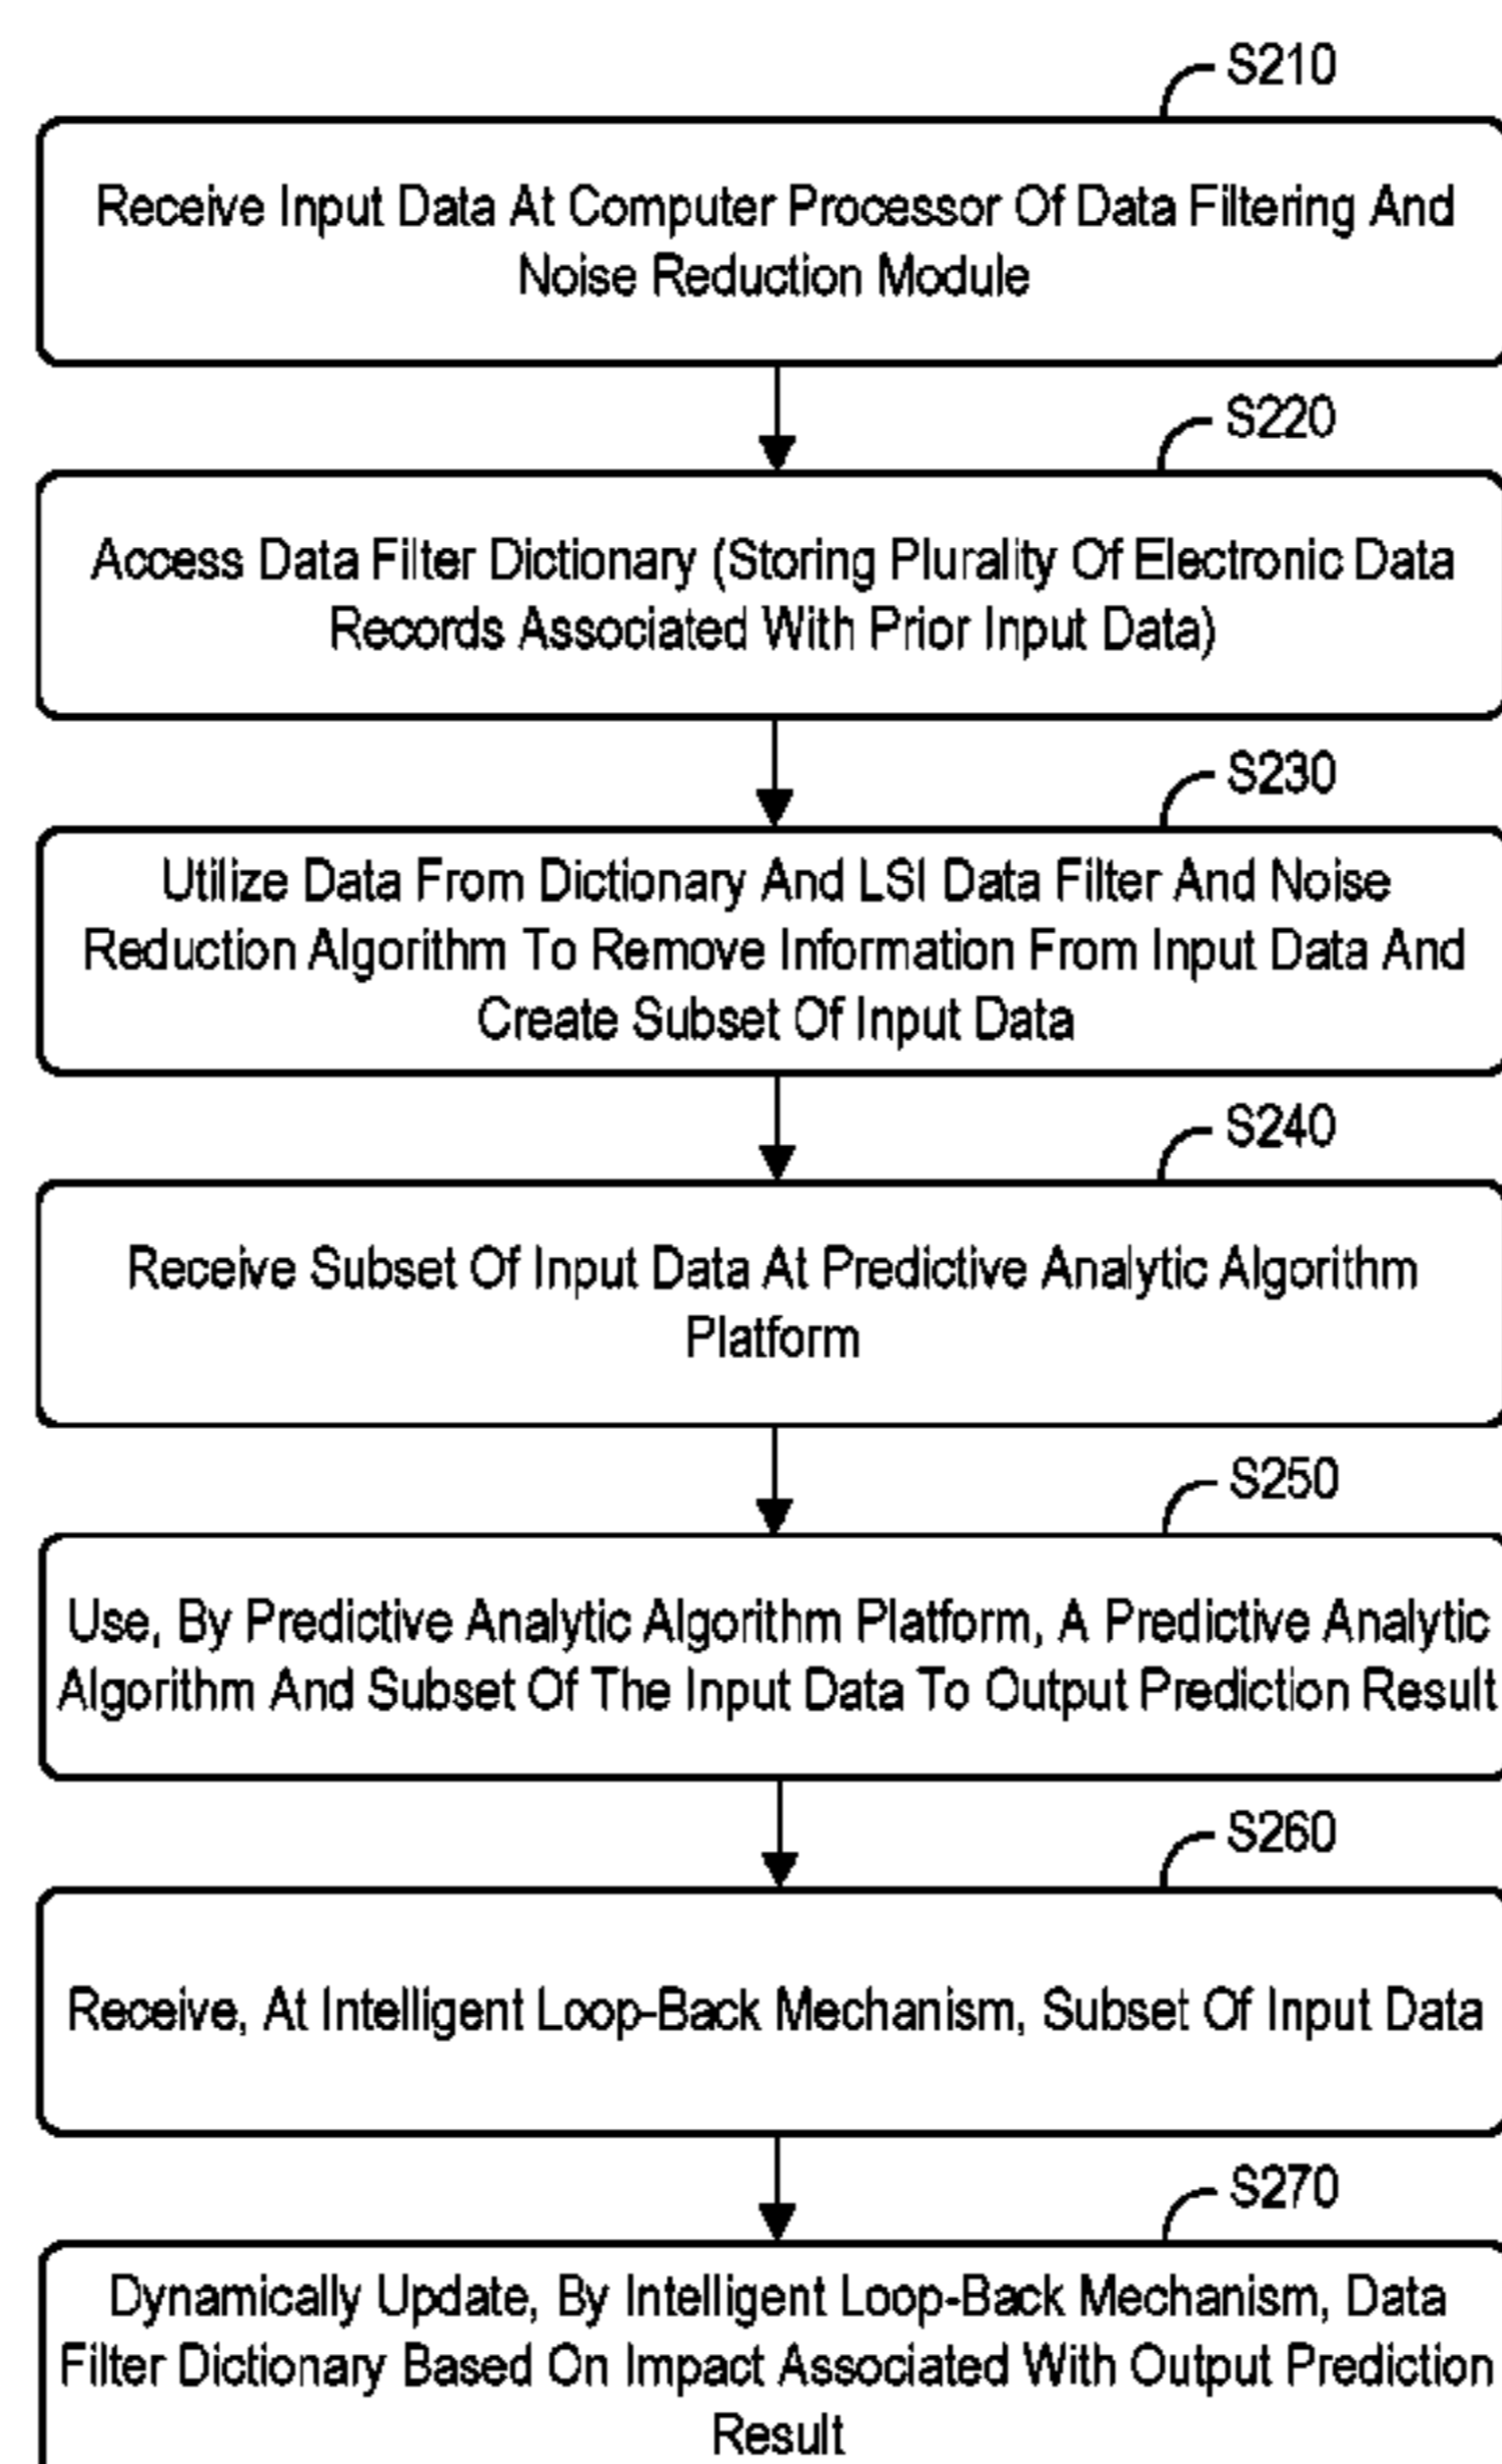 S210
Receive Input Data At Computer Processor Of Data Filtering And
Noise Reduction Module
S220
Access Data Filter Dictionary (Storing Plurality Of Electronic Data
Records Associated With Prior Input Data)
S230
Utilize Data From Dictionary And LSI Data Filter And Noise
Reduction Algorithm To Remove Information From Input Data And
Create Subset Of Input Data
S240
Receive Subset Of Input Data At Predictive Analytic Algorithm
Platform
S250
Use, By Predictive Analytic Algorithm Platform, A Predictive Analytic
Algorithm And Subset Of The Input Data To Output Prediction Result
S260
Receive, At Intelligent Loop-Back Mechanism, Subset Of Input Data
S270
Dynamically Update, By Intelligent Loop-Back Mechanism, Data
Filter Dictionary Based On Impact Associated With Output Prediction
Result